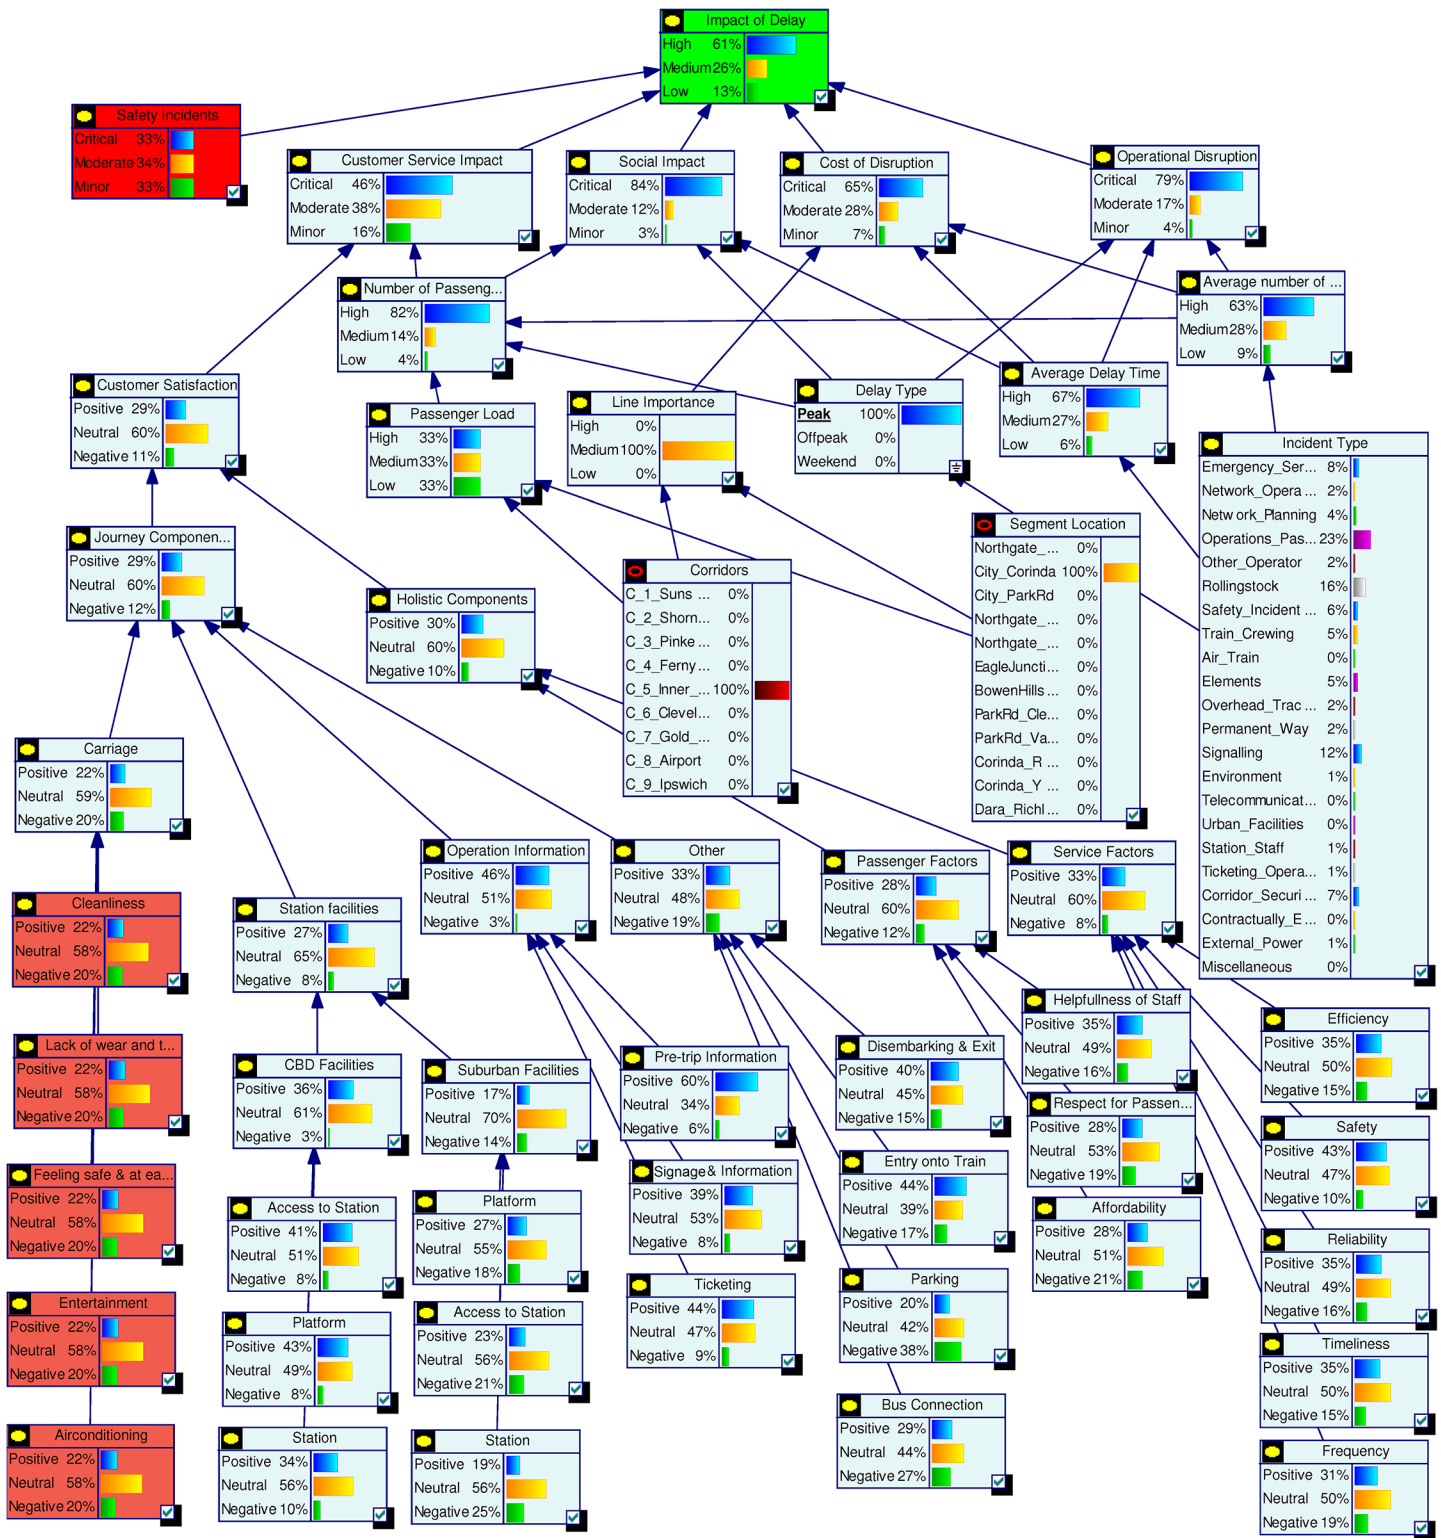 Impact of Delay
High 61%
Medium 26%
Low 13%
Safety Incidents
Critical 33%
Moderate 34%
Minor 33%
Customer Service Impact
Critical 46%
Moderate 38%
Minor 16%
Social Impact
Critical 84%
Moderate 12%
Minor 3%
Cost of Disruption
Critical 65%
Moderate 28%
Minor 7%
Operational Disruption
Critical 79%
Moderate 17%
Minor 4%
Number of Passeng...
High 82%
Medium 14%
Low 4%
Average number of ...
High 63%
Medium 28%
Low 9%
Customer Satisfaction
Positive 29%
Neutral 60%
Negative 11%
Passenger Load
High 33%
Medium 33%
Low 33%
Line Importance
High 0%
Medium 100%
Low 0%
Delay Type
Peak 100%
Offpeak 0%
Weekend 0%
Average Delay Time
High 67%
Medium 27%
Low 6%
Incident Type
Emergency_Ser... 8%
Network_Opera ... 2%
Network_Planning 4%
Operations_Pas... 23%
Other_Operator 2%
Rollingstock 16%
Safety_Incident ... 6%
Train_Crewing 5%
Air_Train 0%
Elements 5%
Overhead_Trac ... 2%
Permanent_Way 2%
Signalling 12%
Environment 1%
Telecommunicat... 0%
Urban_Facilities 0%
Station_Staff 1%
Ticketing_Opera... 1%
Corridor_Securi ... 7%
Contractually_E ... 0%
External_Power 1%
Miscellaneous 0%
Journey Componen...
Positive 29%
Neutral 60%
Negative 12%
Holistic Components
Positive 30%
Neutral 60%
Negative 10%
Corridors
C_1_Suns ... 0%
C_2_Shorn... 0%
C_3_Pinke ... 0%
C_4_Ferny ... 0%
C_5_Inner_... 100%
C_6_Clevel... 0%
C_7_Gold_... 0%
C_8_Airport 0%
C_9_Ipswich 0%
Segment Location
Northgate_... 0%
City_Corinda 100%
City_ParkRd 0%
Northgate_... 0%
Northgate_... 0%
EagleJuncti... 0%
BowenHills ... 0%
ParkRd_Cle... 0%
ParkRd_Va... 0%
Corinda_R ... 0%
Corinda_Y ... 0%
Dara_Richl ... 0%
Carriage
Positive 22%
Neutral 59%
Negative 20%
Cleanliness
Positive 22%
Neutral 58%
Negative 20%
Station facilities
Positive 27%
Neutral 65%
Negative 8%
Operation Information
Positive 46%
Neutral 51%
Negative 3%
Other
Positive 33%
Neutral 48%
Negative 19%
Passenger Factors
Positive 28%
Neutral 60%
Negative 12%
Service Factors
Positive 33%
Neutral 60%
Negative 8%
Lack of wear and t...
Positive 22%
Neutral 58%
Negative 20%
CBD Facilities
Positive 36%
Neutral 61%
Negative 3%
Suburban Facilities
Positive 17%
Neutral 70%
Negative 14%
Pre-trip Information
Positive 60%
Neutral 34%
Negative 6%
Disembarking & Exit
Positive 40%
Neutral 45%
Negative 15%
Helpfullness of Staff
Positive 35%
Neutral 49%
Negative 16%
Efficiency
Positive 35%
Neutral 50%
Negative 15%
Respect for Passen...
Positive 28%
Neutral 53%
Negative 19%
Safety
Positive 43%
Neutral 47%
Negative 10%
Feeling safe & at ea...
Positive 22%
Neutral 58%
Negative 20%
Access to Station
Positive 41%
Neutral 51%
Negative 8%
Platform
Positive 27%
Neutral 55%
Negative 18%
Signage & Information
Positive 39%
Neutral 53%
Negative 8%
Entry onto Train
Positive 44%
Neutral 39%
Negative 17%
Affordability
Positive 28%
Neutral 51%
Negative 21%
Reliability
Positive 35%
Neutral 49%
Negative 16%
Entertainment
Positive 22%
Neutral 58%
Negative 20%
Platform
Positive 43%
Neutral 49%
Negative 8%
Access to Station
Positive 23%
Neutral 56%
Negative 21%
Ticketing
Positive 44%
Neutral 47%
Negative 9%
Parking
Positive 20%
Neutral 42%
Negative 38%
Timeliness
Positive 35%
Neutral 50%
Negative 15%
Airconditioning
Positive 22%
Neutral 58%
Negative 20%
Station
Positive 34%
Neutral 56%
Negative 10%
Station
Positive 19%
Neutral 56%
Negative 25%
Bus Connection
Positive 29%
Neutral 44%
Negative 27%
Frequency
Positive 31%
Neutral 50%
Negative 19%